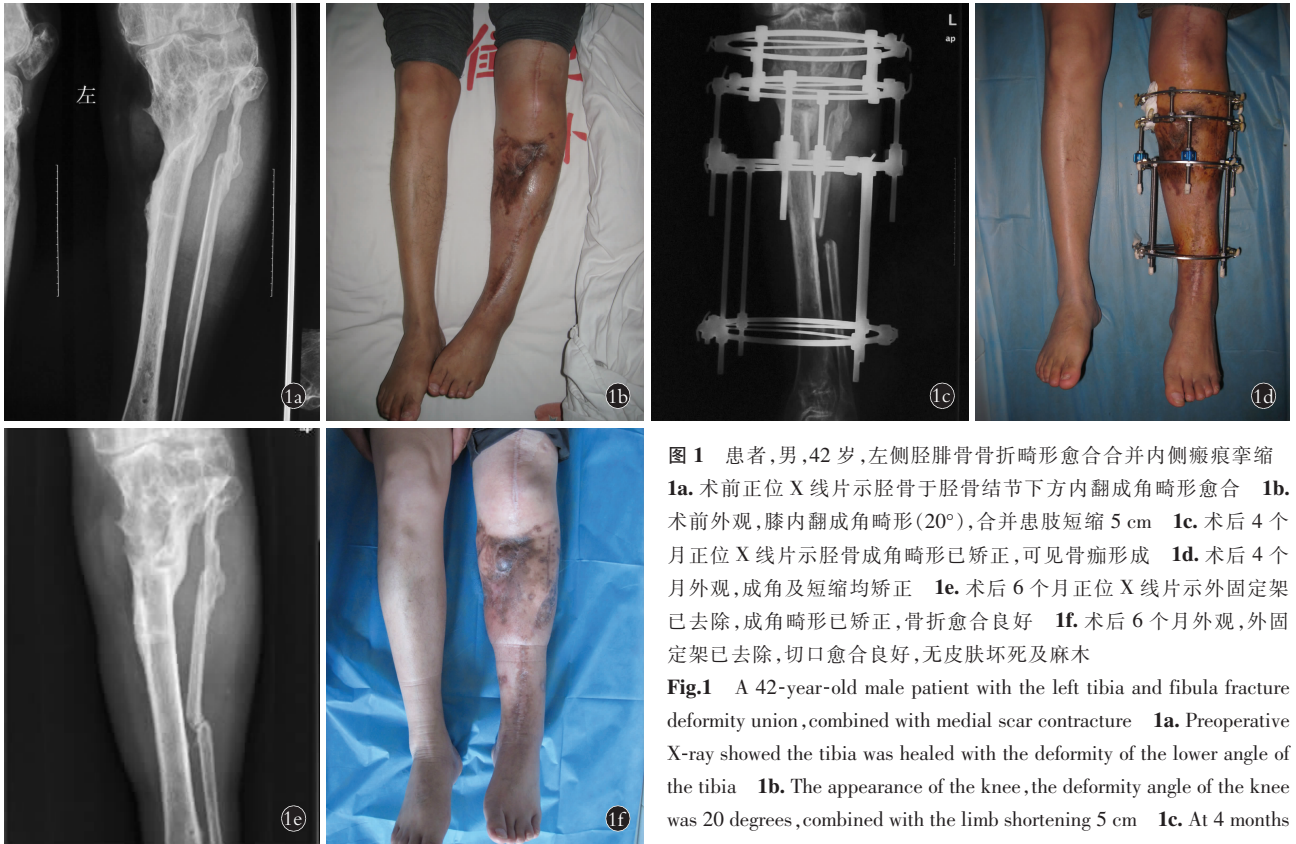 左
1a
1b
L
ap
1c
1d
1e
1f
图 1 患者,男,42 岁,左侧胫腓骨骨折畸形愈合合并内侧瘢痕挛缩
1a. 术前正位 X 线片示胫骨于胫骨结节下方内翻成角畸形愈合 1b.
术前外观,膝内翻成角畸形(20°),合并患肢短缩 5 cm 1c. 术后 4 个
月正位 X 线片示胫骨成角畸形已矫正,可见骨痂形成 1d. 术后 4 个
月外观,成角及短缩均矫正 1e. 术后 6 个月正位 X 线片示外固定架
已去除,成角畸形已矫正,骨折愈合良好 1f. 术后 6 个月外观,外固
定架已去除,切口愈合良好,无皮肤坏死及麻木
Fig.1 A 42-year-old male patient with the left tibia and fibula fracture
deformity union,combined with medial scar contracture 1a. Preoperative
X-ray showed the tibia was healed with the deformity of the lower angle of
the tibia 1b. The appearance of the knee,the deformity angle of the knee
was 20 degrees,combined with the limb shortening 5 cm 1c. At 4 months